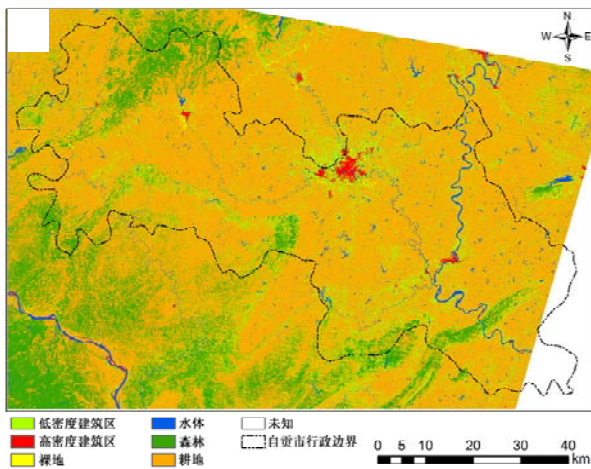 N
W E
S
低密度建筑区 水体 未知
高密度建筑区 森林 自贡市行政边界
裸地 耕地
0 5 10 20 30 40
km